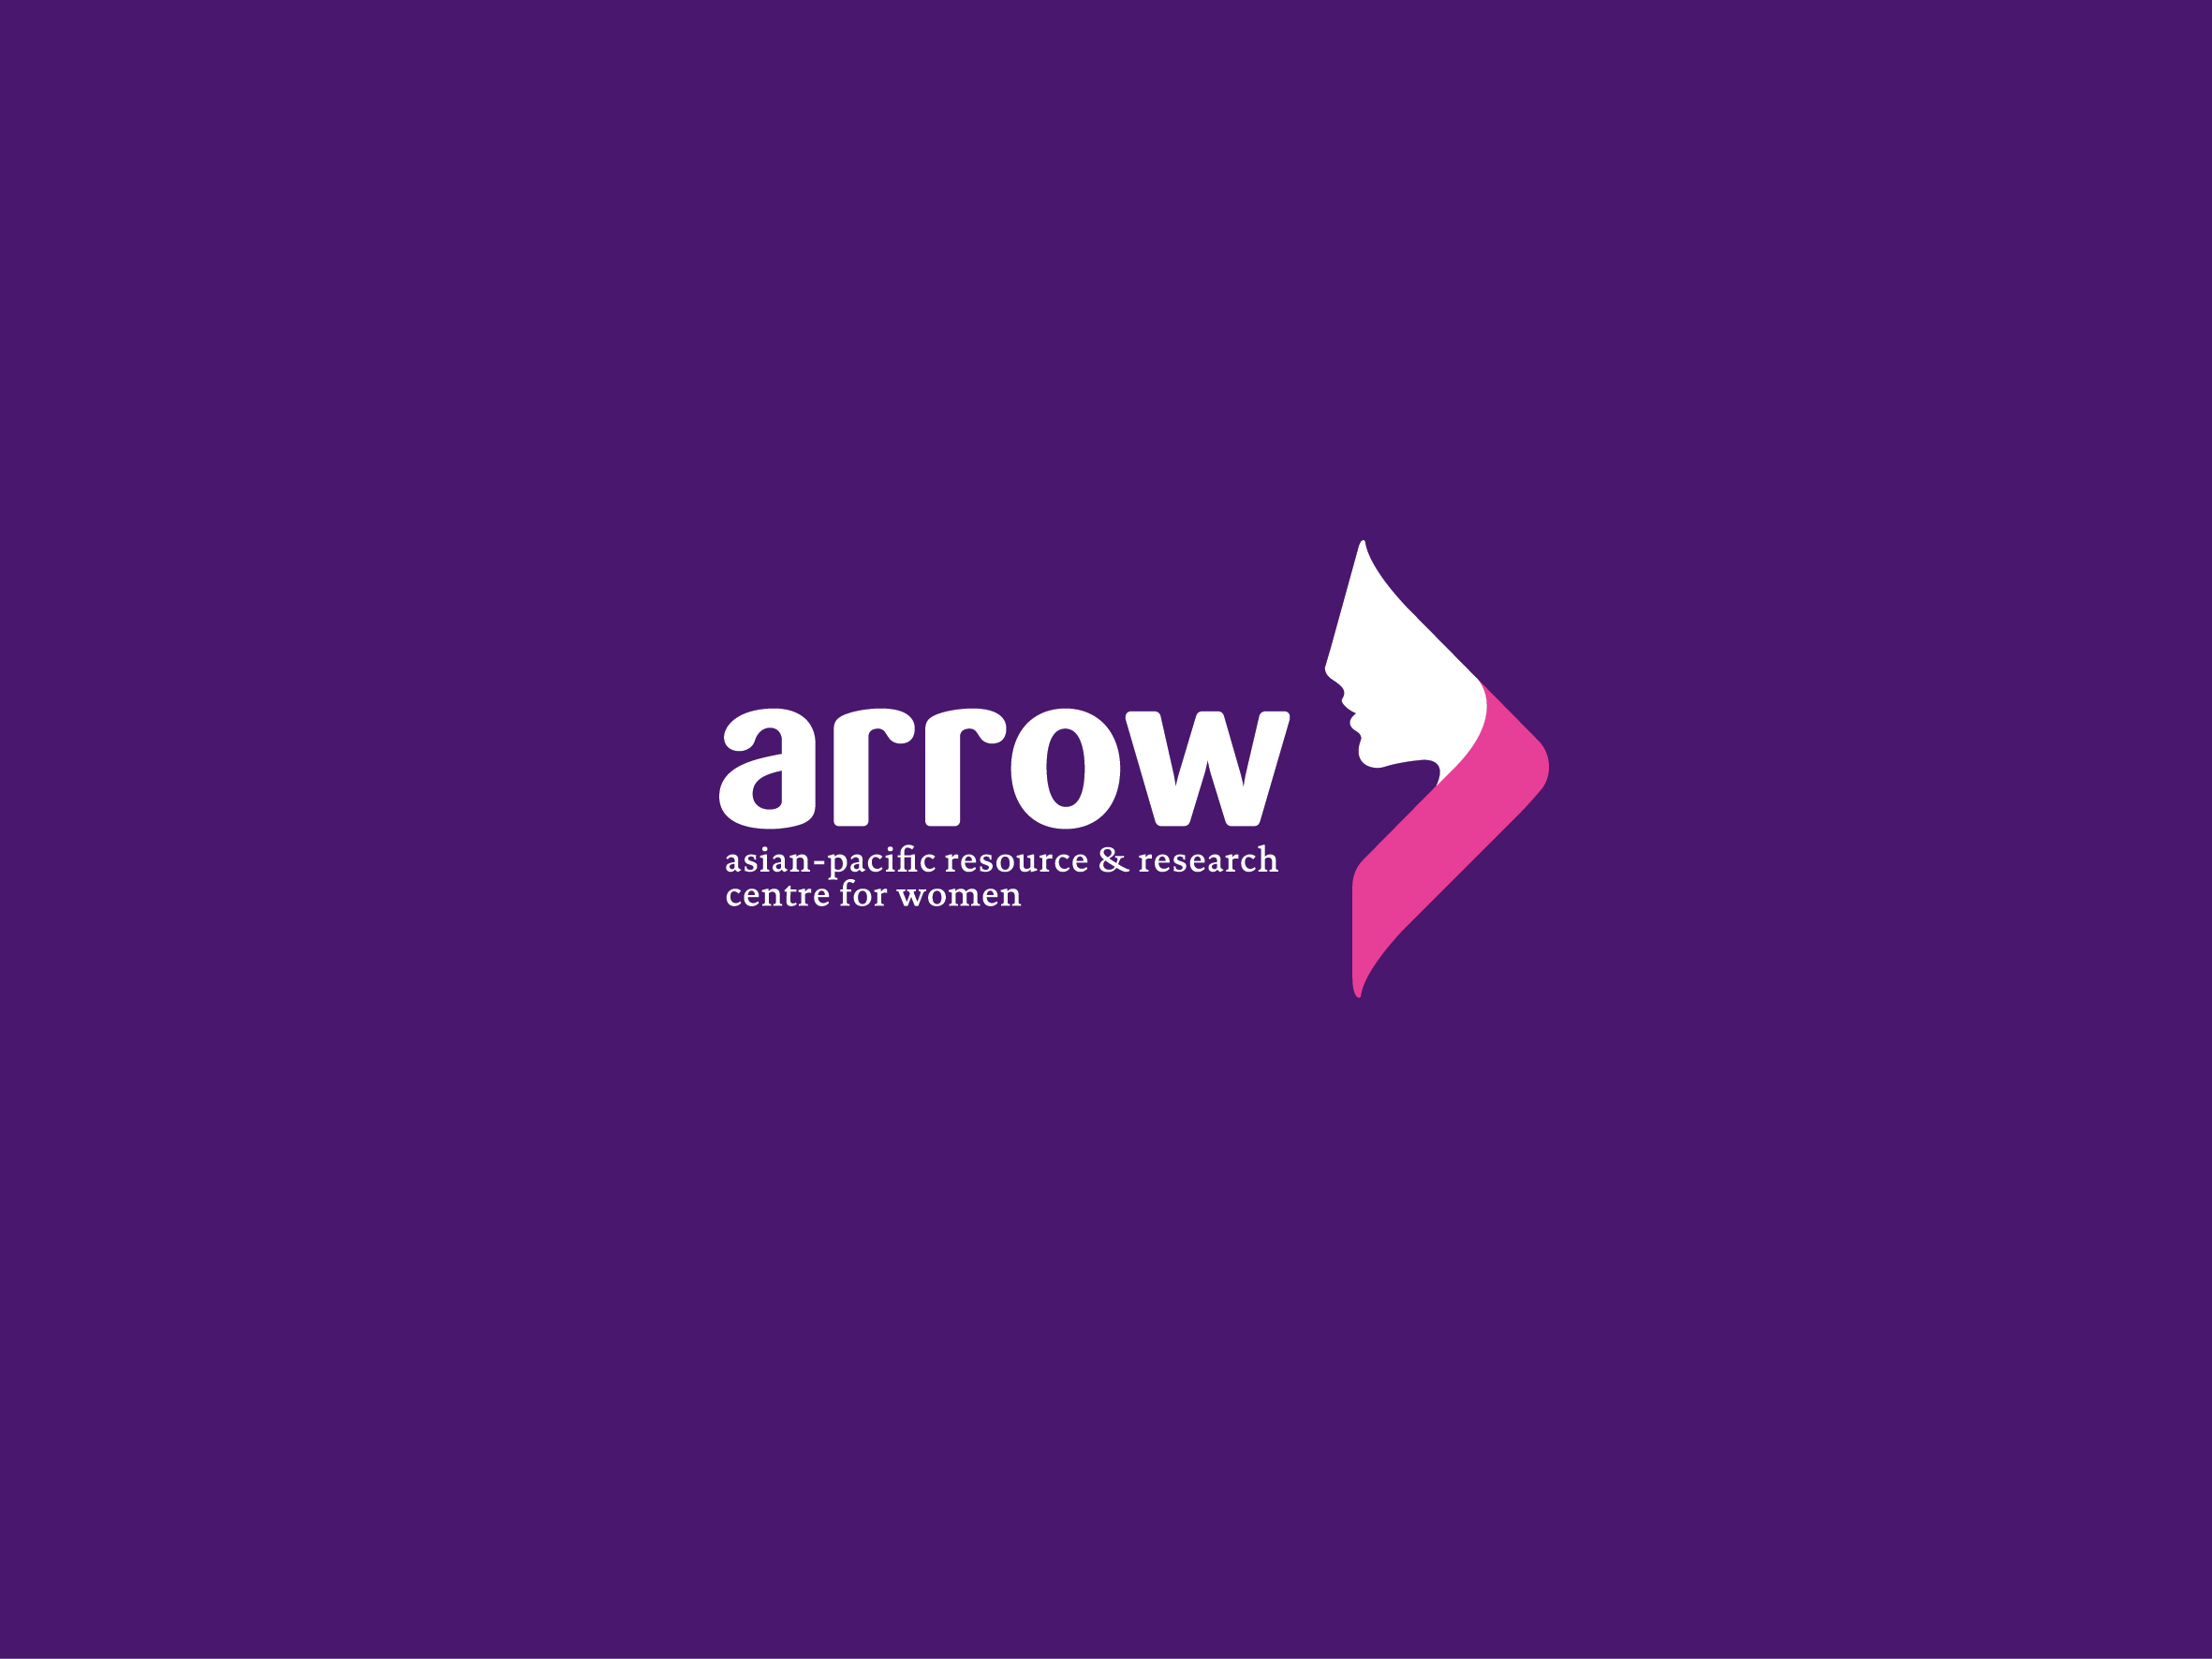 arrow
asian-pacific resource & research
centre for women